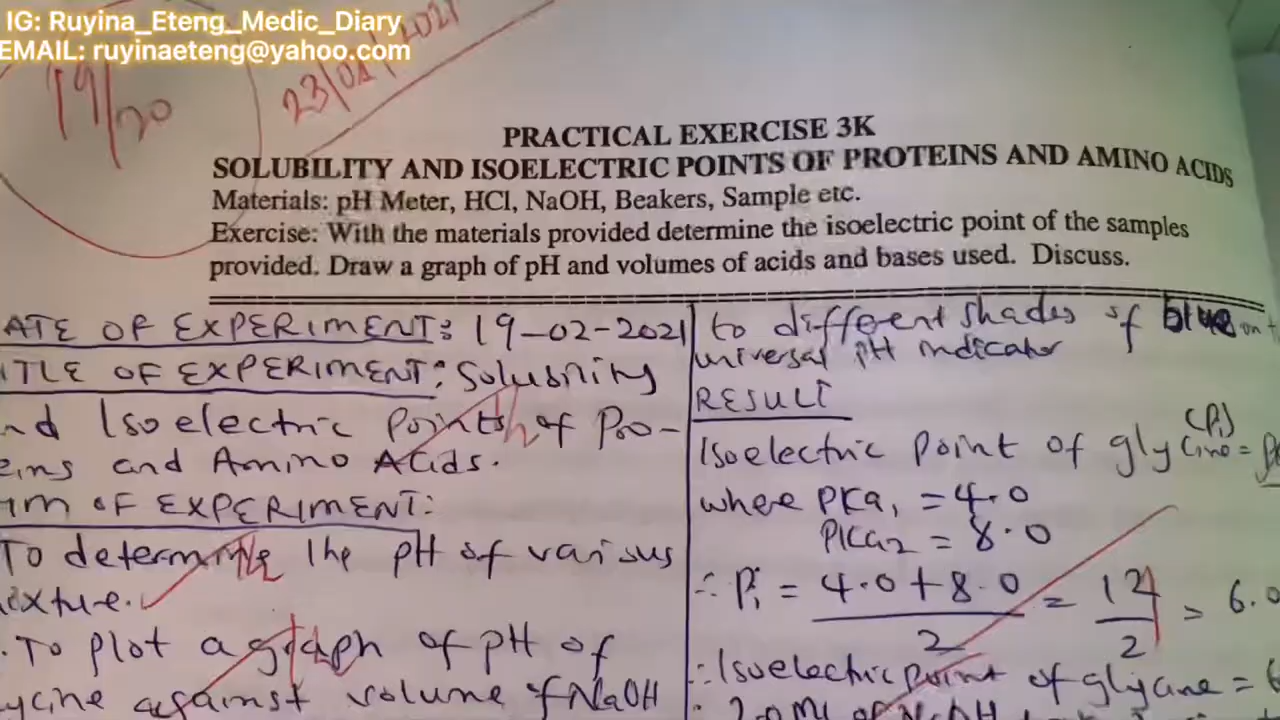 IG: Ruyina_Eteng_Medic_Diary
EMAIL: ruyinaeteng@yahoo.com
19/20
PRACTICAL EXERCISE 3K
SOLUBILITY AND ISOELECTRIC POINTS OF PROTEINS AND AMINO ACIDS
Materials: pH Meter, HCl, NaOH, Beakers, Sample etc.
Exercise: With the materials provided determine the isoelectric point of the samples
provided. Draw a graph of pH and volumes of acids and bases used. Discuss.
ATE OF EXPERIMENT: 19-02-2021
ITLE OF EXPERIMENT: Solubility
nd Isoelectric Points of Pro-
eins and Amino Acids.
IM OF EXPERIMENT:
To determine the pH of various
ixture.
. To plot a graph of pH of
ycine against volume of NaOH
to different shades of blue on
universal pH indicator
RESULT
Isoelectric Point of glycine (Pi) =
where PKa1 = 4.0
PKa2 = 8.0
∴ Pi = 4.0 + 8.0 / 2 = 12 / 2 = 6.0
∴ Isoelectric point of glycine = 6